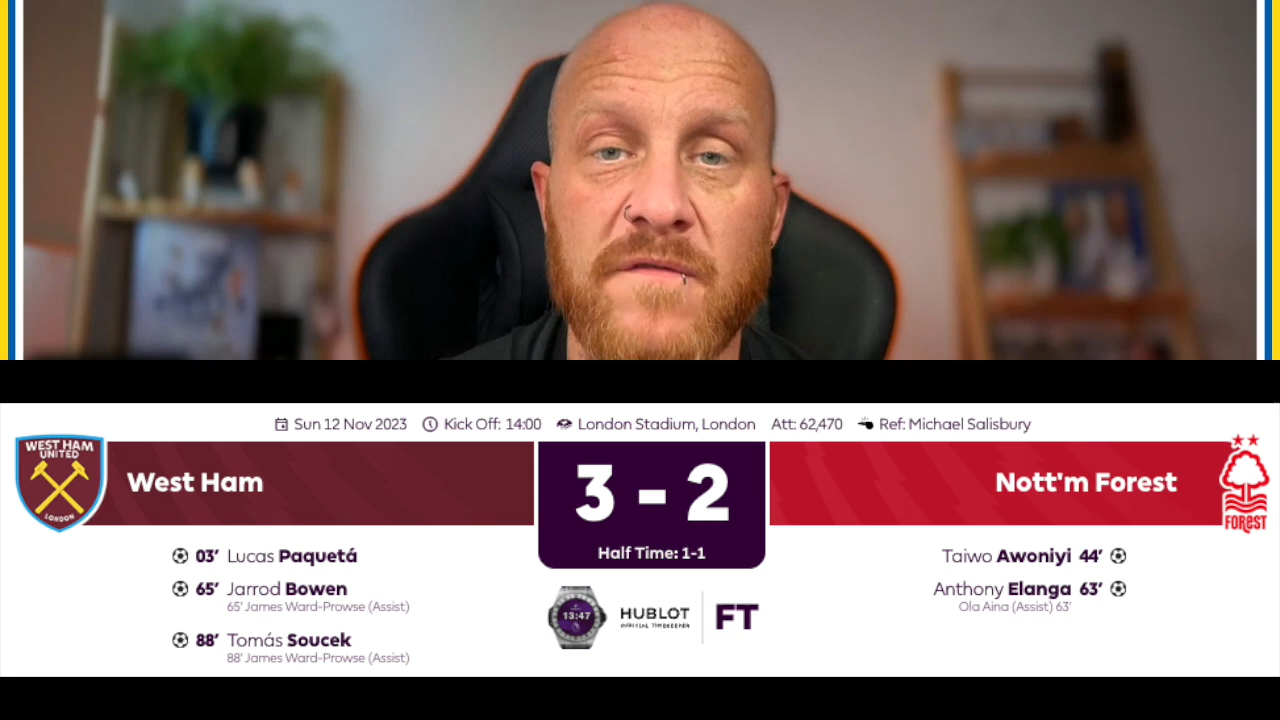 Sun 12 Nov 2023 Kick Off: 14:00 London Stadium, London Att: 62,470 Ref: Michael Salisbury
WEST HAM
UNITED
LONDON
West Ham
3 - 2
Half Time: 1-1
Nott'm Forest
FOREST
03' Lucas Paquetá
65' Jarrod Bowen
65' James Ward-Prowse (Assist)
88' Tomás Soucek
88' James Ward-Prowse (Assist)
Taiwo Awoniyi 44'
Anthony Elanga 63'
Ola Aina (Assist) 63'
13:47
HUBLOT
OFFICIAL TIMEKEEPER
FT